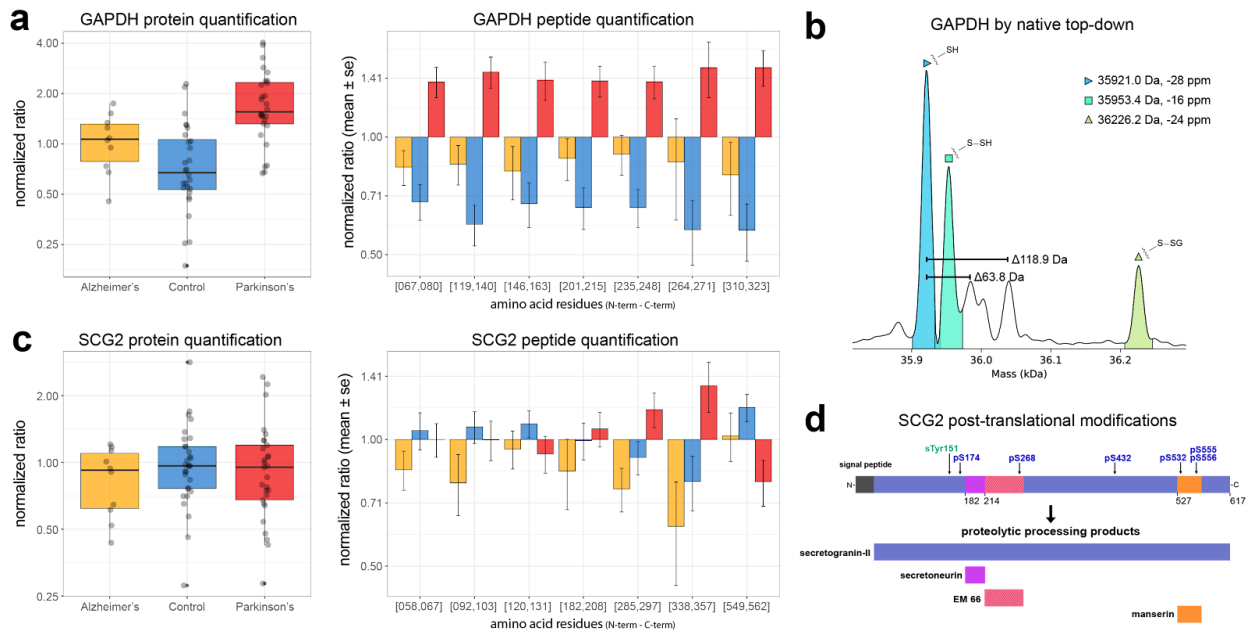 a
GAPDH protein quantification
normalized ratio
4.00
2.00
1.00
0.50
0.25
Alzheimer's
Control
Parkinson's
GAPDH peptide quantification
normalized ratio (mean ± se)
1.41
1.00
0.71
0.50
[067,080]
[119,140]
[146,163]
[201,215]
[235,248]
[264,271]
[310,323]
amino acid residues (N-term - C-term)
b
GAPDH by native top-down
SH
S–SH
S–SG
35921.0 Da, -28 ppm
35953.4 Da, -16 ppm
36226.2 Da, -24 ppm
Δ118.9 Da
Δ63.8 Da
35.9
36.0
36.1
36.2
Mass (kDa)
c
SCG2 protein quantification
normalized ratio
2.00
1.00
0.50
0.25
Alzheimer's
Control
Parkinson's
SCG2 peptide quantification
normalized ratio (mean ± se)
1.41
1.00
0.71
0.50
[058,067]
[092,103]
[120,131]
[182,208]
[285,297]
[338,357]
[549,562]
amino acid residues (N-term - C-term)
d
SCG2 post-translational modifications
sTyr151
pS174
pS268
pS432
pS532
pS555
pS556
signal peptide
N-
-C
182
214
527
617
proteolytic processing products
secretogranin-II
secretoneurin
EM 66
manserin